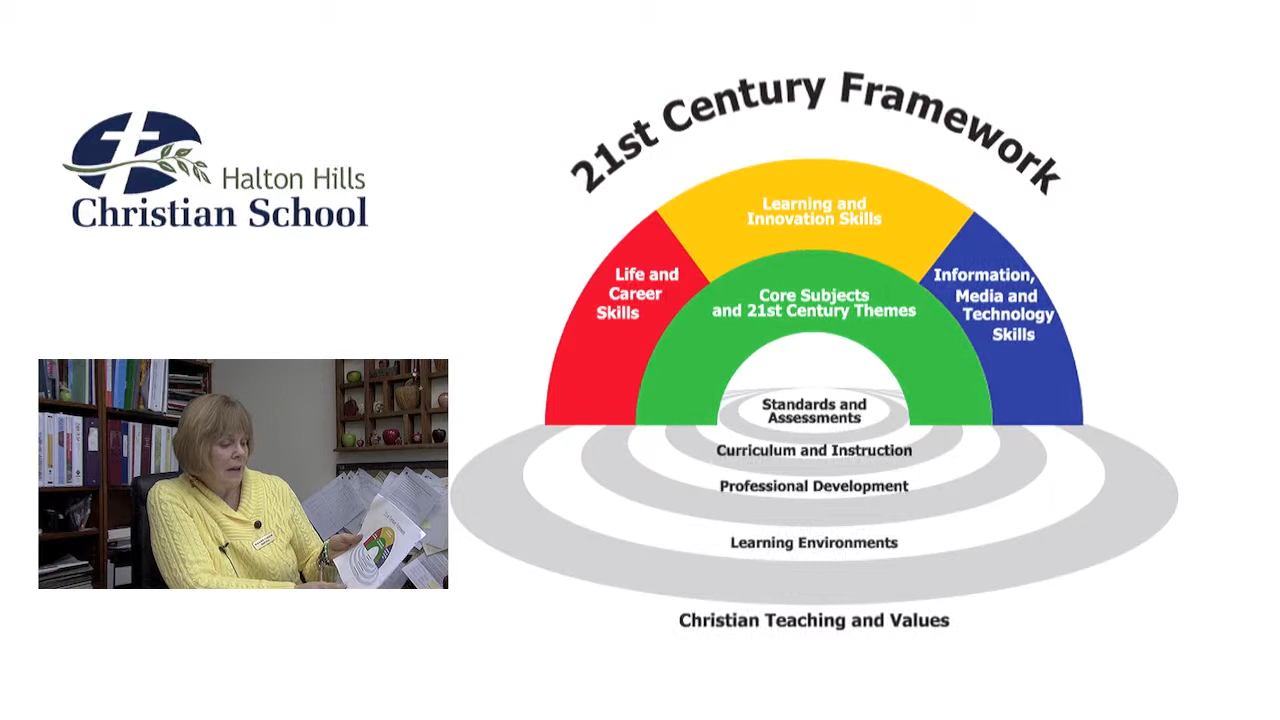 Halton Hills
Christian School
21st Century Framework
Learning and
Innovation Skills
Life and
Career
Skills
Information,
Media and
Technology
Skills
Core Subjects
and 21st Century Themes
Standards and
Assessments
Curriculum and Instruction
Professional Development
Learning Environments
Christian Teaching and Values